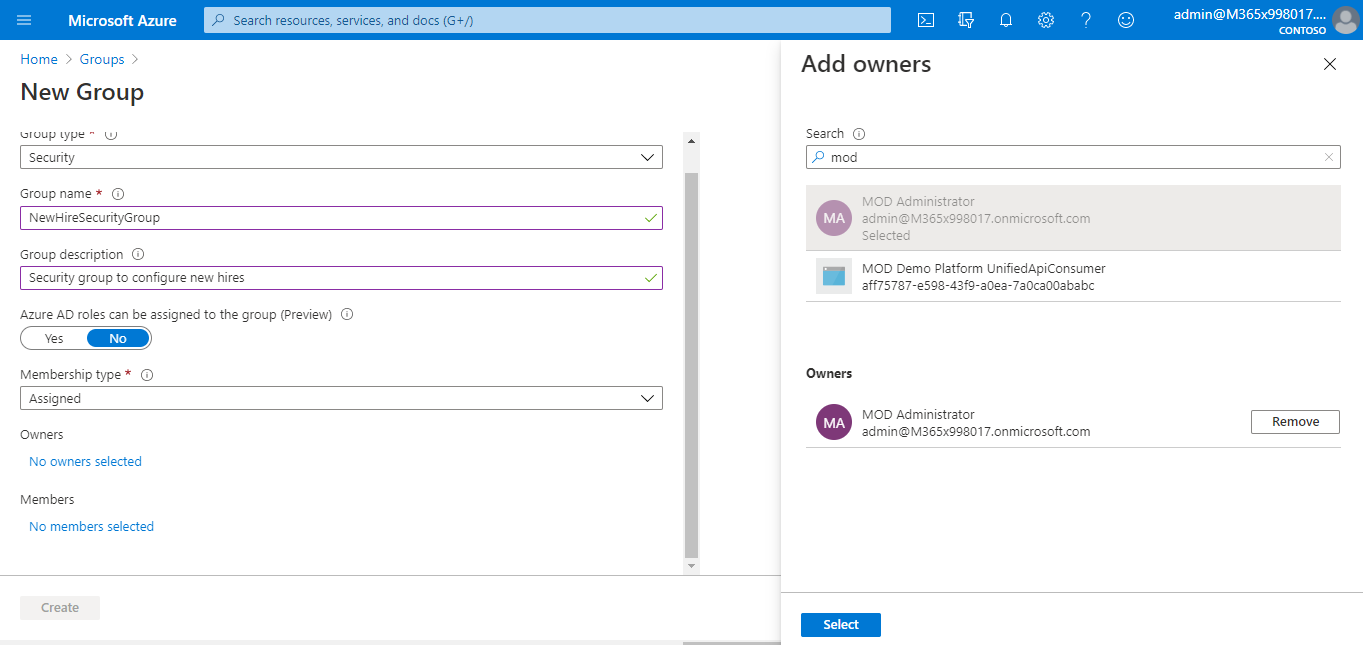 Microsoft Azure
Search resources, services, and docs (G+/)
admin@M365x998017....
CONTOSO
Home > Groups >
New Group
Group type *
Security
Group name *
NewHireSecurityGroup
Group description
Security group to configure new hires
Azure AD roles can be assigned to the group (Preview)
Yes No
Membership type *
Assigned
Owners
No owners selected
Members
No members selected
Create
Add owners
Search
mod
MA
MOD Administrator
admin@M365x998017.onmicrosoft.com
Selected
MOD Demo Platform UnifiedApiConsumer
aff75787-e598-43f9-a0ea-7a0ca00ababc
Owners
MA
MOD Administrator
admin@M365x998017.onmicrosoft.com
Remove
Select